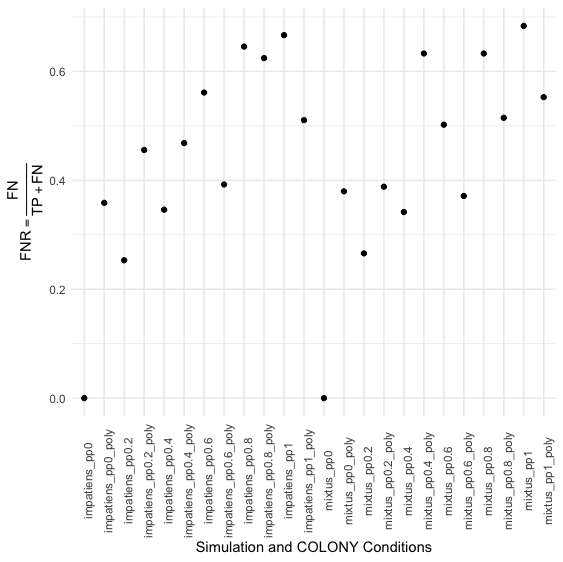 0.6
0.4
0.2
0.0
FNR = FN / TP + FN
impatiens_pp0
impatiens_pp0_poly
impatiens_pp0.2
impatiens_pp0.2_poly
impatiens_pp0.4
impatiens_pp0.4_poly
impatiens_pp0.6
impatiens_pp0.6_poly
impatiens_pp0.8
impatiens_pp0.8_poly
impatiens_pp1
impatiens_pp1_poly
mixtus_pp0
mixtus_pp0_poly
mixtus_pp0.2
mixtus_pp0.2_poly
mixtus_pp0.4
mixtus_pp0.4_poly
mixtus_pp0.6
mixtus_pp0.6_poly
mixtus_pp0.8
mixtus_pp0.8_poly
mixtus_pp1
mixtus_pp1_poly
Simulation and COLONY Conditions